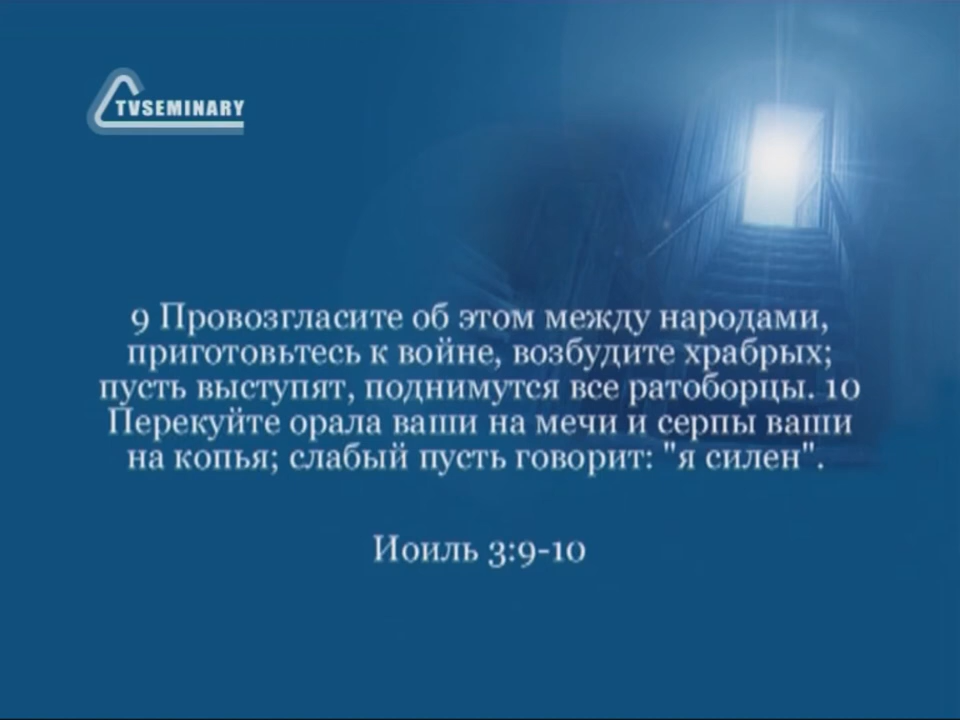 TVSEMINARY
9 Провозгласите об этом между народами,
приготовьтесь к войне, возбудите храбрых;
пусть выступят, поднимутся все ратоборцы. 10
Перекуйте орала ваши на мечи и серпы ваши
на копья; слабый пусть говорит: "я силен".
Иоиль 3:9-10